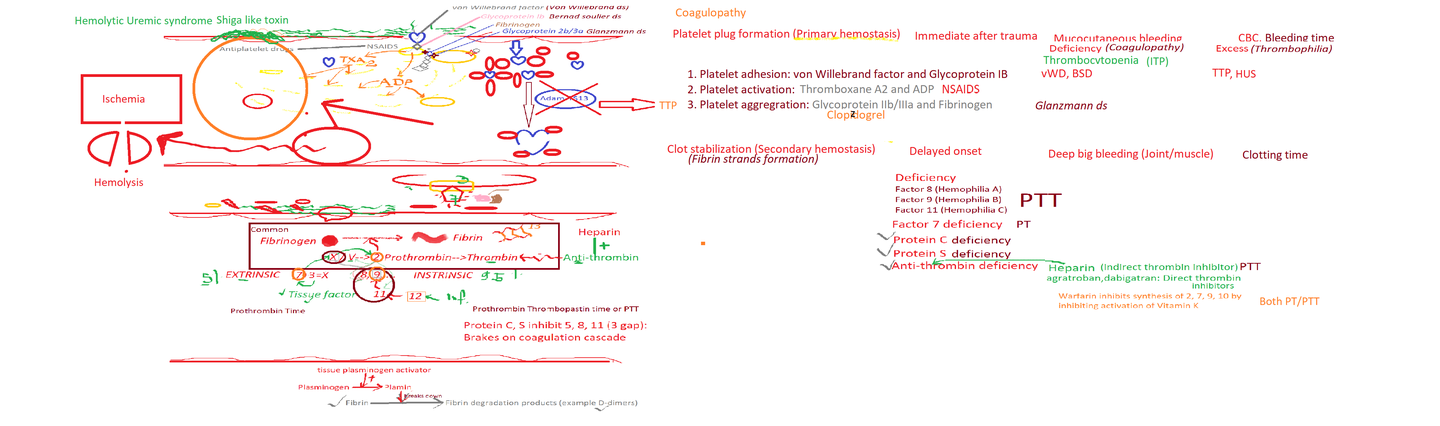 von Willebrand factor (Von Willebrand ds)
Glycoprotein Ib Bernad soulier ds
Fibrinogen
Glycoprotein 2b/3a Glanzmann ds
Hemolytic Uremic syndrome Shiga like toxin
Antiplatelet drugs
NSAIDS
TXA2
ADP
Ischemia
Adam S13
TTP
Hemolysis
Coagulopathy
Platelet plug formation (Primary hemostasis)
Immediate after trauma
Mucocutaneous bleeding
CBC, Bleeding time
Deficiency (Coagulopathy)
Excess (Thrombophilia)
Thrombocytopenia (ITP)
1. Platelet adhesion: von Willebrand factor and Glycoprotein IB
vWD, BSD
TTP, HUS
2. Platelet activation: Thromboxane A2 and ADP NSAIDS
3. Platelet aggregration: Glycoprotein IIb/IIIa and Fibrinogen
Glanzmann ds
Clopidogrel
Clot stabilization (Secondary hemostasis)
(Fibrin strands formation)
Delayed onset
Deep big bleeding (Joint/muscle)
Clotting time
Deficiency
Factor 8 (Hemophilia A)
Factor 9 (Hemophilia B)
Factor 11 (Hemophilia C)
PTT
Factor 7 deficiency PT
Protein C deficiency
Protein S deficiency
Anti-thrombin deficiency
Heparin (Indirect thrombin inhibitor) PTT
agratroban,dabigatran: Direct thrombin
inhibitors
Warfarin inhibits synthesis of 2, 7, 9, 10 by
inhibiting activation of Vitamin K
Both PT/PTT
Common
Fibrinogen
Fibrin
13
Heparin
X V--> 2 Prothrombin-->Thrombin
Anti-thrombin
EXTRINSIC 7 3=X
8 9
INSTRINSIC
Tissye factor
11
12
Inf.
Prothrombin Time
Prothrombin Thrombopastin time or PTT
Protein C, S inhibit 5, 8, 11 (3 gap):
Brakes on coagulation cascade
tissue plasminogen activator
Plasminogen
Plamin
Breaks down
Fibrin
Fibrin degradation products (example D-dimers)